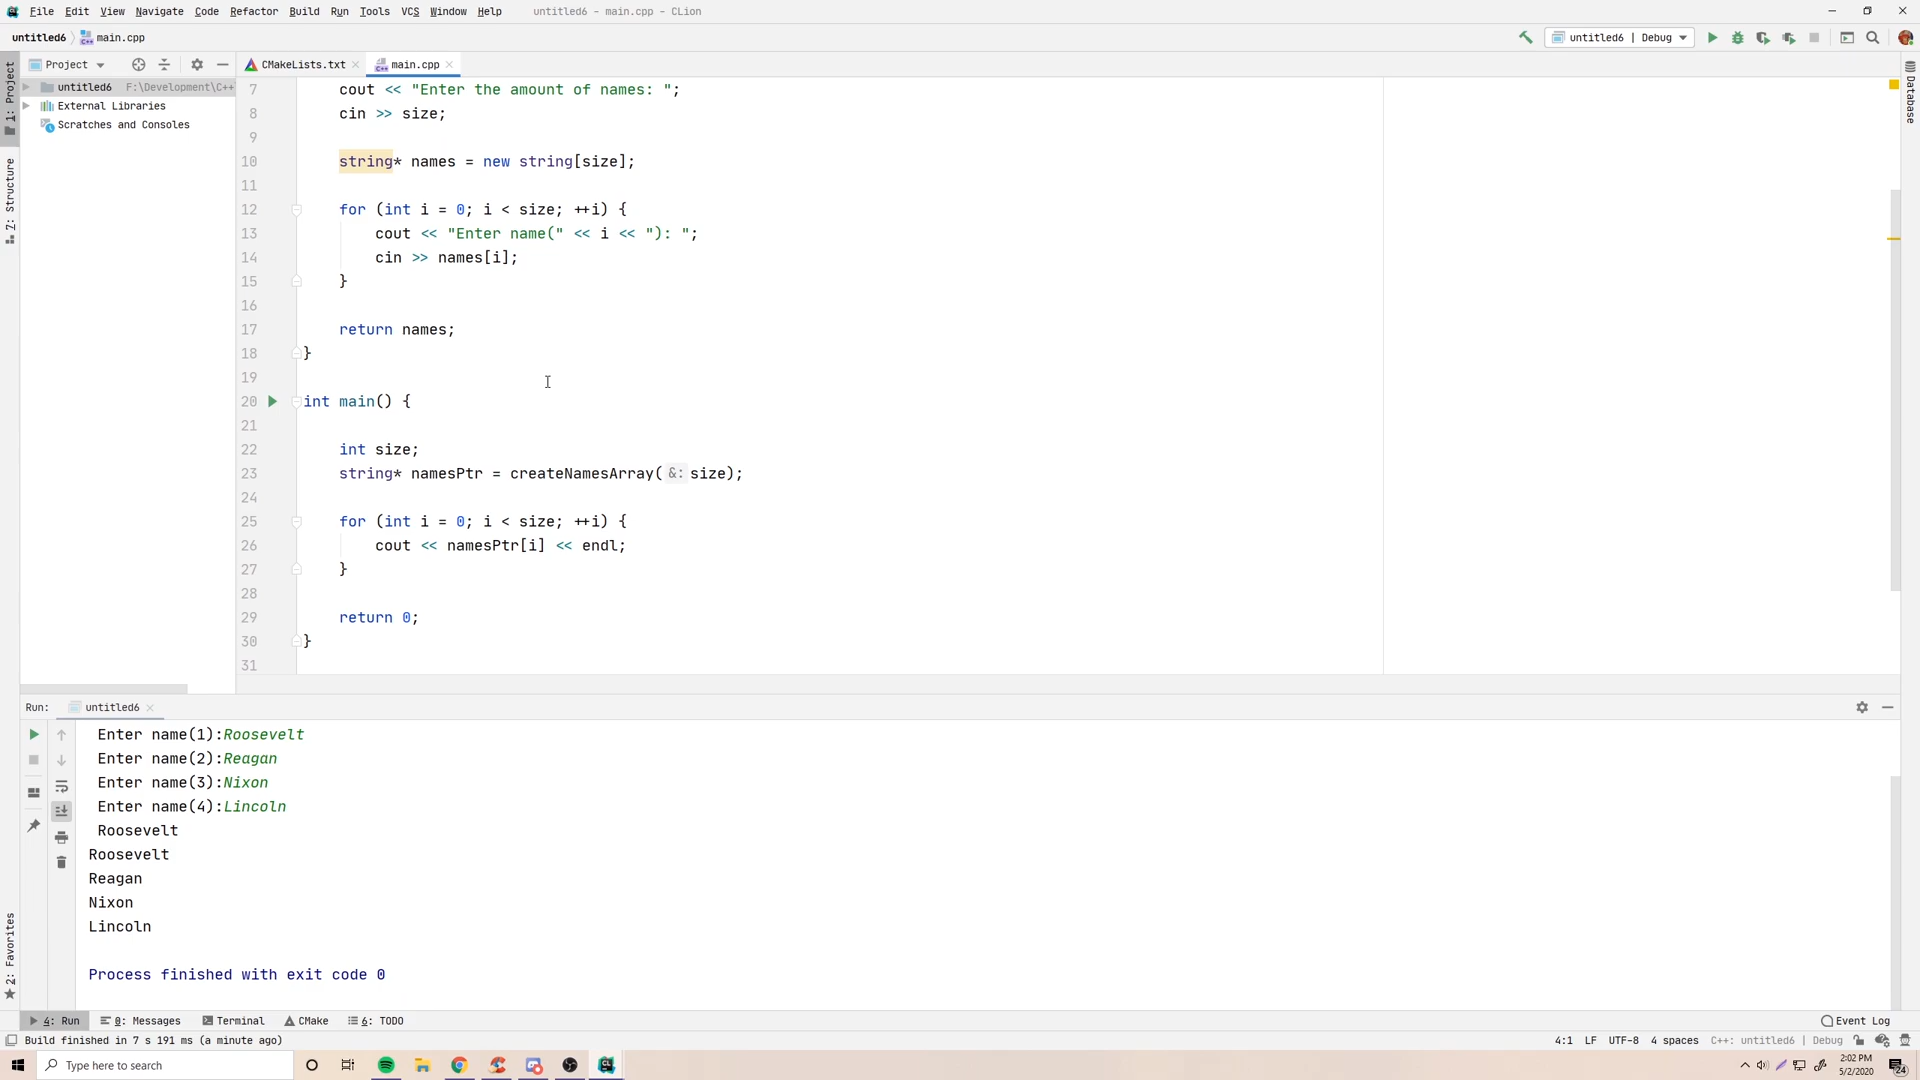 File Edit View Navigate Code Refactor Build Run Tools VCS Window Help untitled6 - main.cpp - CLion
untitled6 main.cpp untitled6 | Debug
Project CMakeLists.txt main.cpp
1: Project
7: Structure
2: Favorites
Database
untitled6 F:\Development\C++
External Libraries
Scratches and Consoles
7 cout << "Enter the amount of names: ";
8 cin >> size;
9
10 string* names = new string[size];
11
12 for (int i = 0; i < size; ++i) {
13 cout << "Enter name(" << i << "): ";
14 cin >> names[i];
15 }
16
17 return names;
18 }
19
20 int main() {
21
22 int size;
23 string* namesPtr = createNamesArray( &: size);
24
25 for (int i = 0; i < size; ++i) {
26 cout << namesPtr[i] << endl;
27 }
28
29 return 0;
30 }
31
Run: untitled6
Enter name(1):Roosevelt
Enter name(2):Reagan
Enter name(3):Nixon
Enter name(4):Lincoln
Roosevelt
Roosevelt
Reagan
Nixon
Lincoln
Process finished with exit code 0
4: Run 0: Messages Terminal CMake 6: TODO Event Log
Build finished in 7 s 191 ms (a minute ago) 4:1 LF UTF-8 4 spaces C++: untitled6 | Debug
Type here to search 2:02 PM
5/2/2020
24